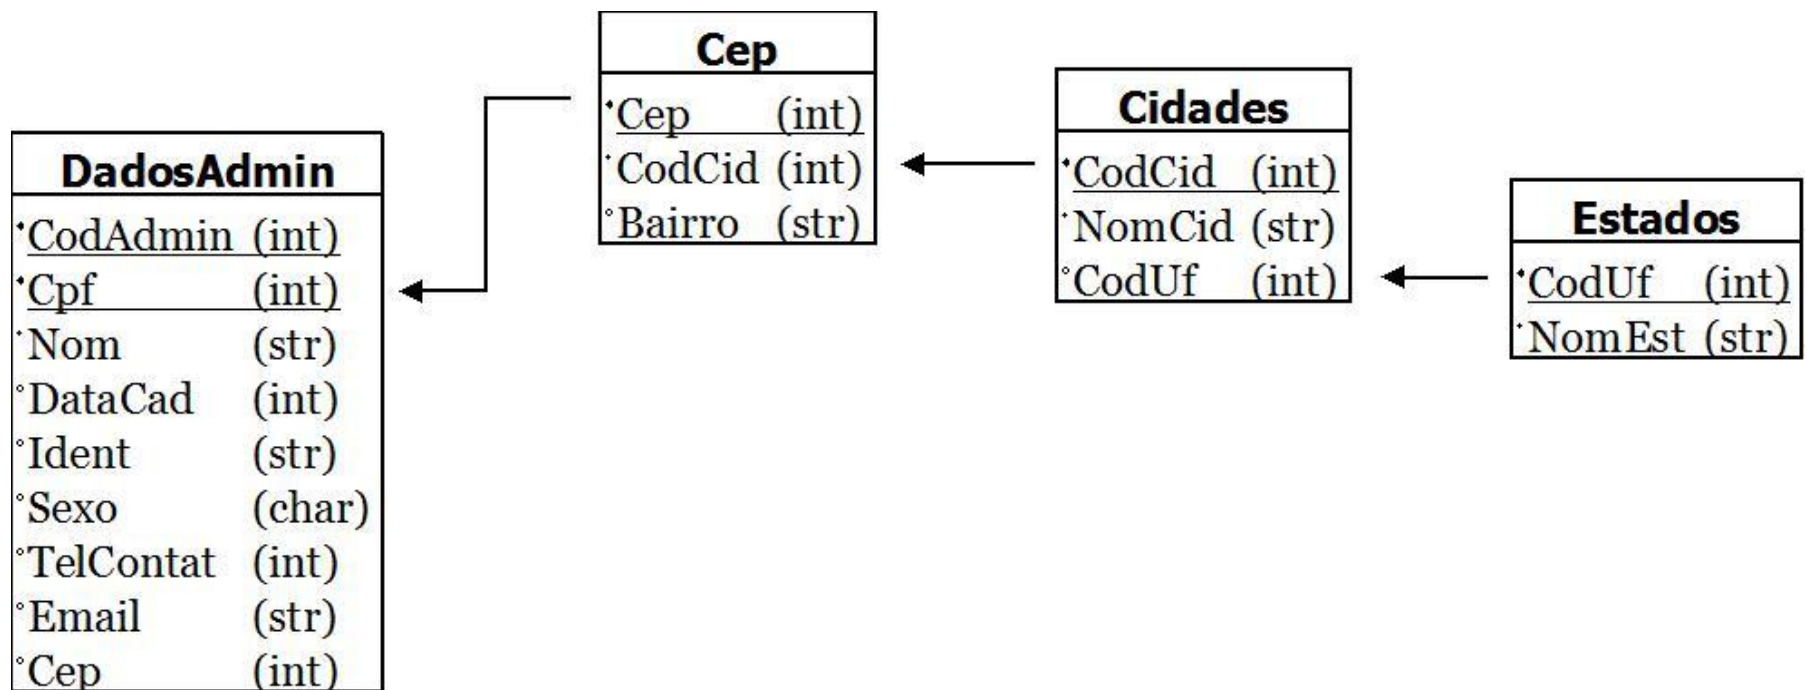 DadosAdmin
CodAdmin (int)
Cpf (int)
Nom (str)
DataCad (int)
Ident (str)
Sexo (char)
TelContat (int)
Email (str)
Cep (int)
Cep
Cep (int)
CodCid (int)
Bairro (str)
Cidades
CodCid (int)
NomCid (str)
CodUf (int)
Estados
CodUf (int)
NomEst (str)